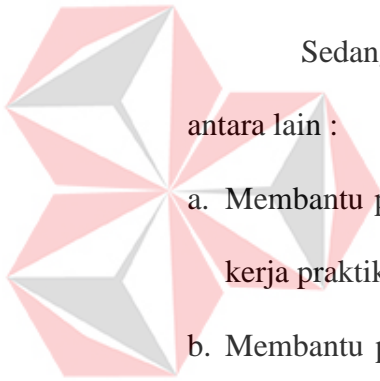 Sedan
antara lain :
a. Membantu p
kerja praktik
b. Membantu p